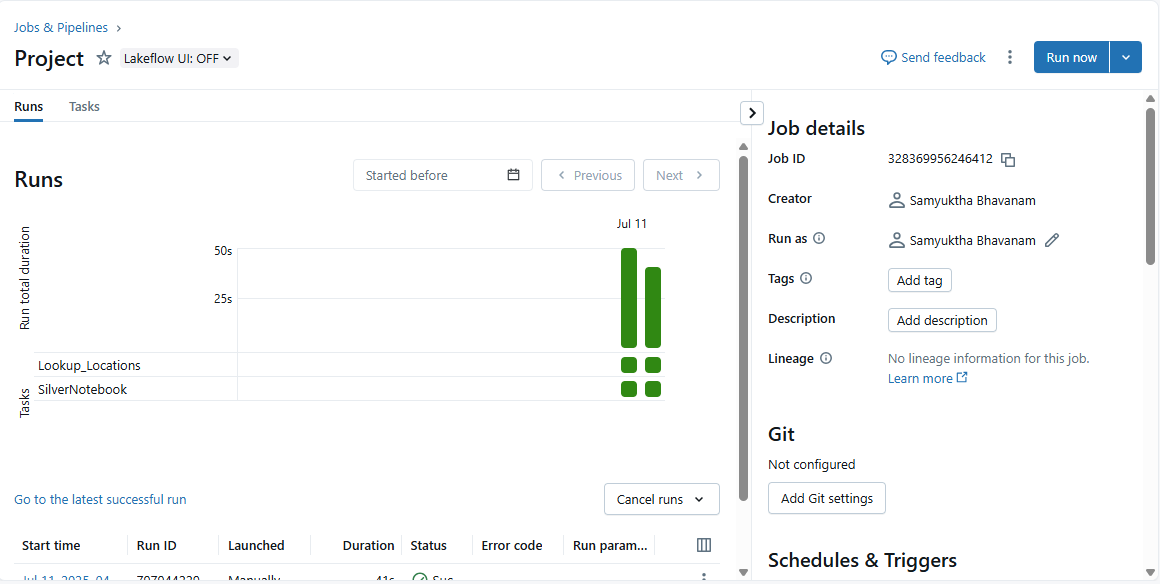 Jobs & Pipelines
Project Lakeflow UI: OFF
Send feedback Run now
Runs Tasks
Runs
Started before Previous Next
Jul 11
Run total duration
50s
25s
Tasks
Lookup_Locations
SilverNotebook
Go to the latest successful run Cancel runs
Start time Run ID Launched Duration Status Error code Run param...
Jul 11, 2025, 04 Manually 41s Suc
Job details
Job ID 328369956246412
Creator Samyuktha Bhavanam
Run as Samyuktha Bhavanam
Tags Add tag
Description Add description
Lineage No lineage information for this job.
Learn more
Git
Not configured
Add Git settings
Schedules & Triggers